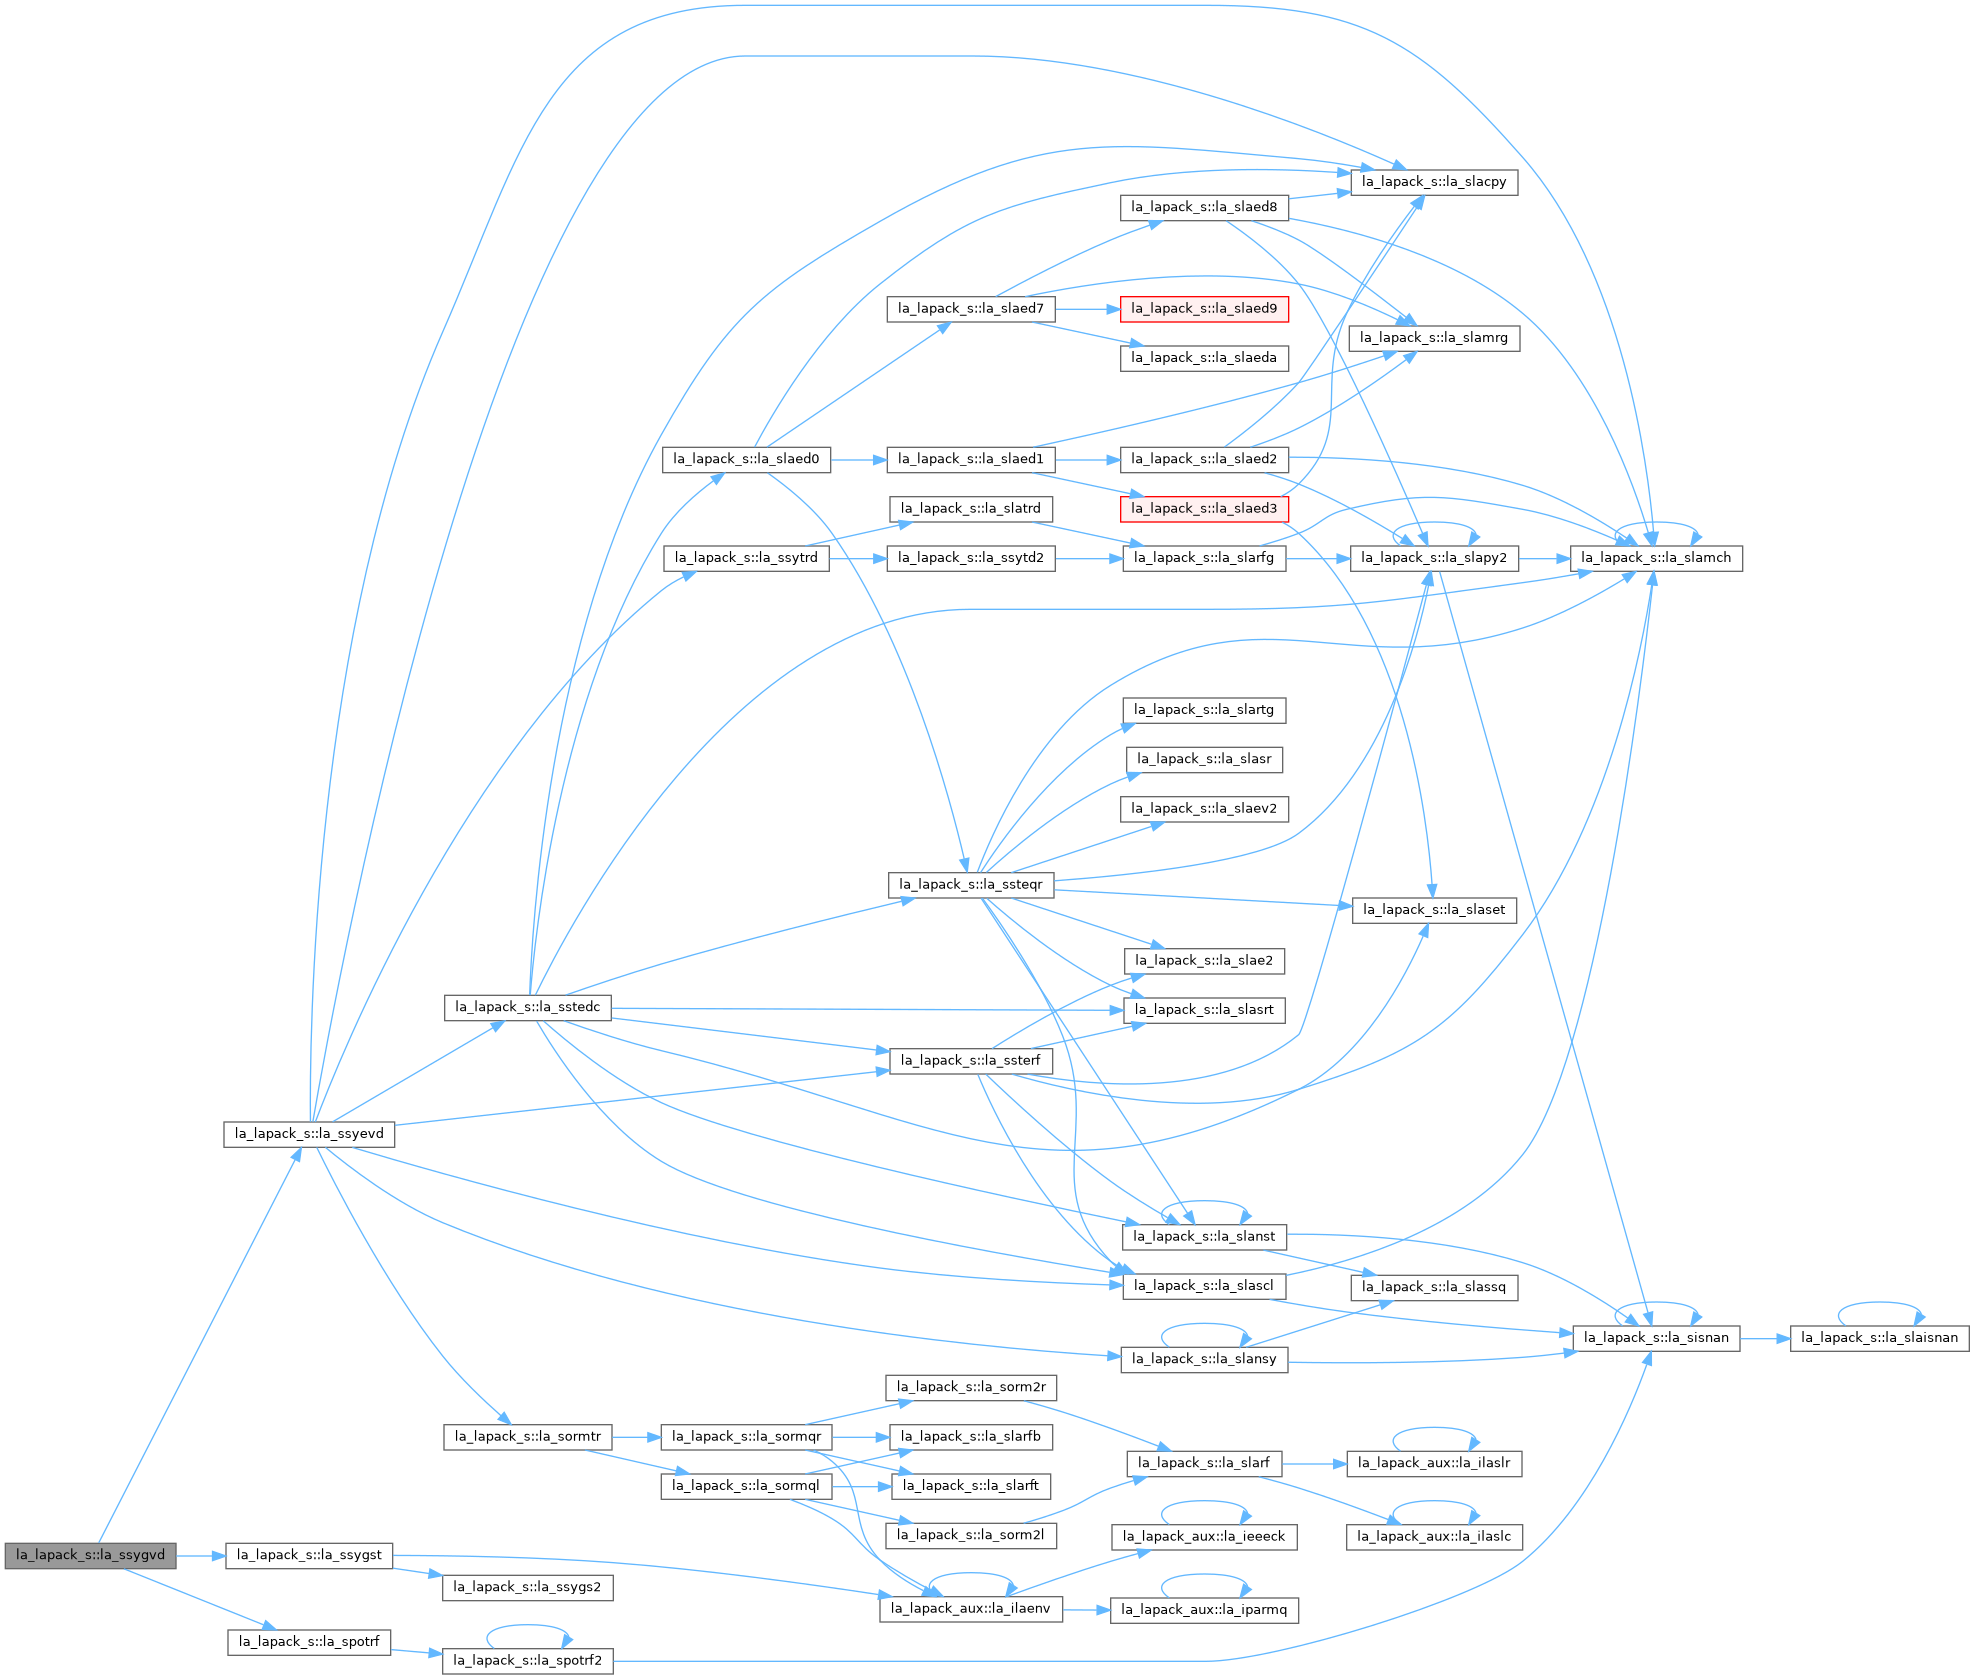 la_lapack_s::la_slacpy
la_lapack_s::la_slaed8
la_lapack_s::la_slaed7
la_lapack_s::la_slaed9
la_lapack_s::la_slamrg
la_lapack_s::la_slaeda
la_lapack_s::la_slaed0
la_lapack_s::la_slaed1
la_lapack_s::la_slaed2
la_lapack_s::la_slatrd
la_lapack_s::la_slaed3
la_lapack_s::la_ssytrd
la_lapack_s::la_ssytd2
la_lapack_s::la_slarfg
la_lapack_s::la_slapy2
la_lapack_s::la_slamch
la_lapack_s::la_slartg
la_lapack_s::la_slasr
la_lapack_s::la_slaev2
la_lapack_s::la_ssteqr
la_lapack_s::la_slaset
la_lapack_s::la_slae2
la_lapack_s::la_sstedc
la_lapack_s::la_slasrt
la_lapack_s::la_ssterf
la_lapack_s::la_ssyevd
la_lapack_s::la_slanst
la_lapack_s::la_slascl
la_lapack_s::la_slassq
la_lapack_s::la_sisnan
la_lapack_s::la_slaisnan
la_lapack_s::la_slansy
la_lapack_s::la_sorm2r
la_lapack_s::la_sormtr
la_lapack_s::la_sormqr
la_lapack_s::la_slarfb
la_lapack_s::la_slarf
la_lapack_aux::la_ilaslr
la_lapack_s::la_sormql
la_lapack_s::la_slarft
la_lapack_s::la_sorm2l
la_lapack_aux::la_ieeeck
la_lapack_aux::la_ilaslc
la_lapack_s::la_ssygvd
la_lapack_s::la_ssygst
la_lapack_s::la_ssygs2
la_lapack_aux::la_ilaenv
la_lapack_aux::la_iparmq
la_lapack_s::la_spotrf
la_lapack_s::la_spotrf2